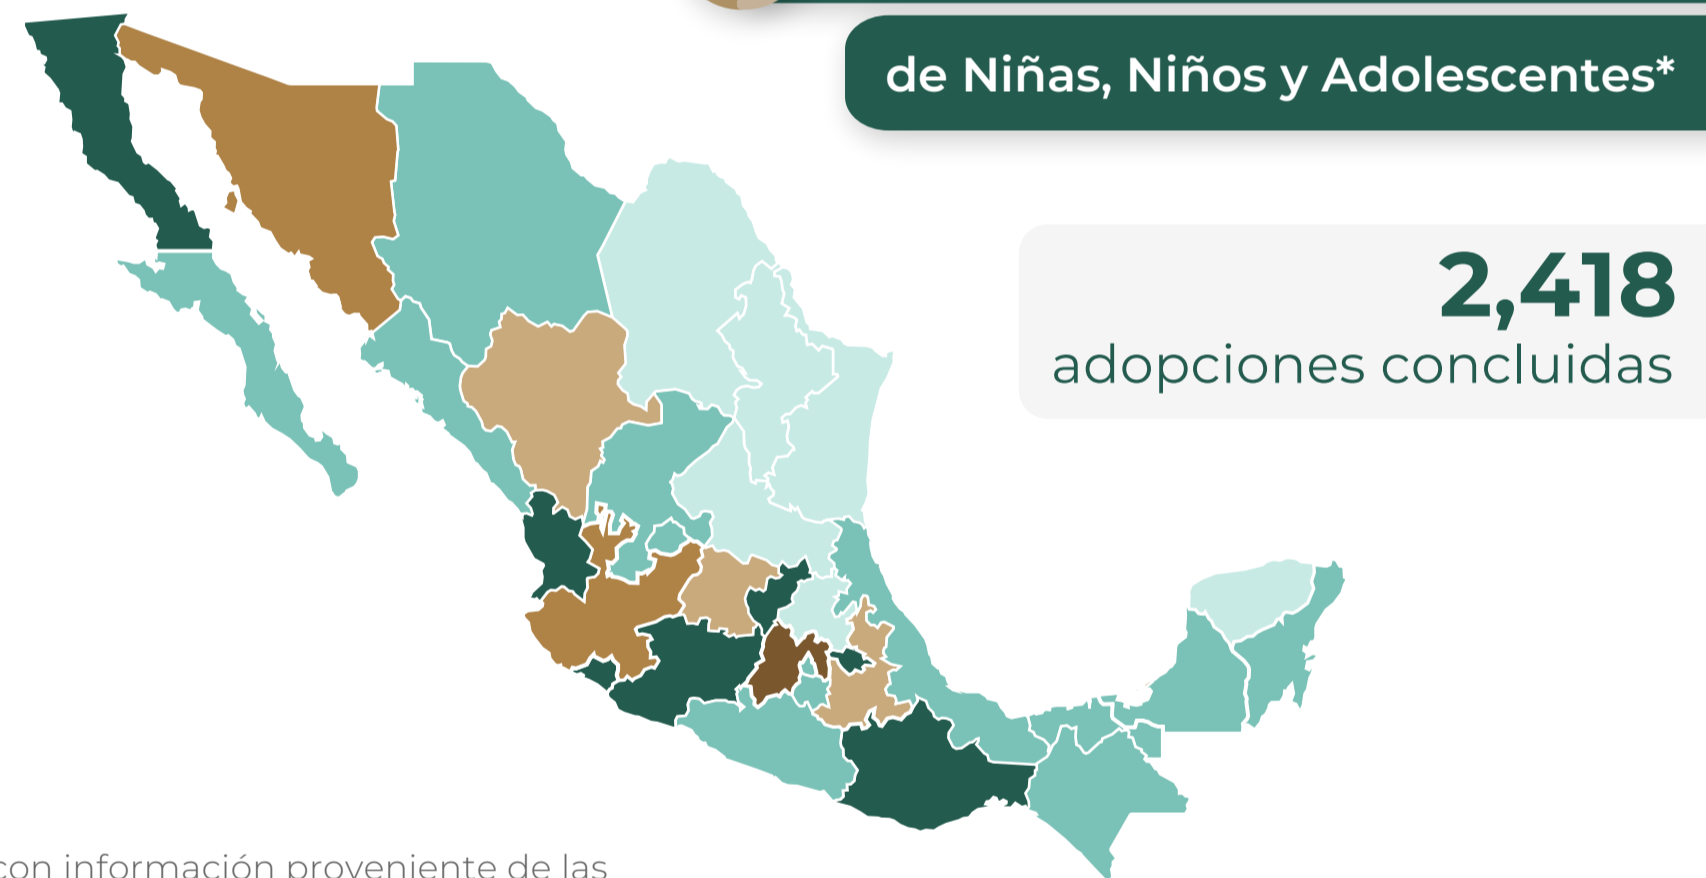 de Niñas, Niños y Adolescentes*
2,418
adopciones concluidas
con información proveniente de las